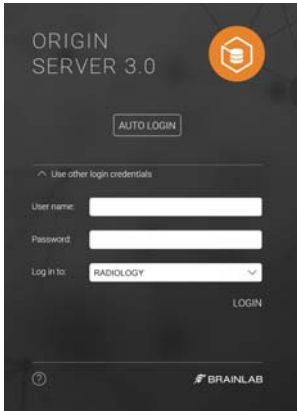 ORIGIN
SERVER 3.0
AUTO LOGIN
Use other login credentials
User name:
Password
Log in to: RADIOLOGY
LOGIN
? BRAINLAB